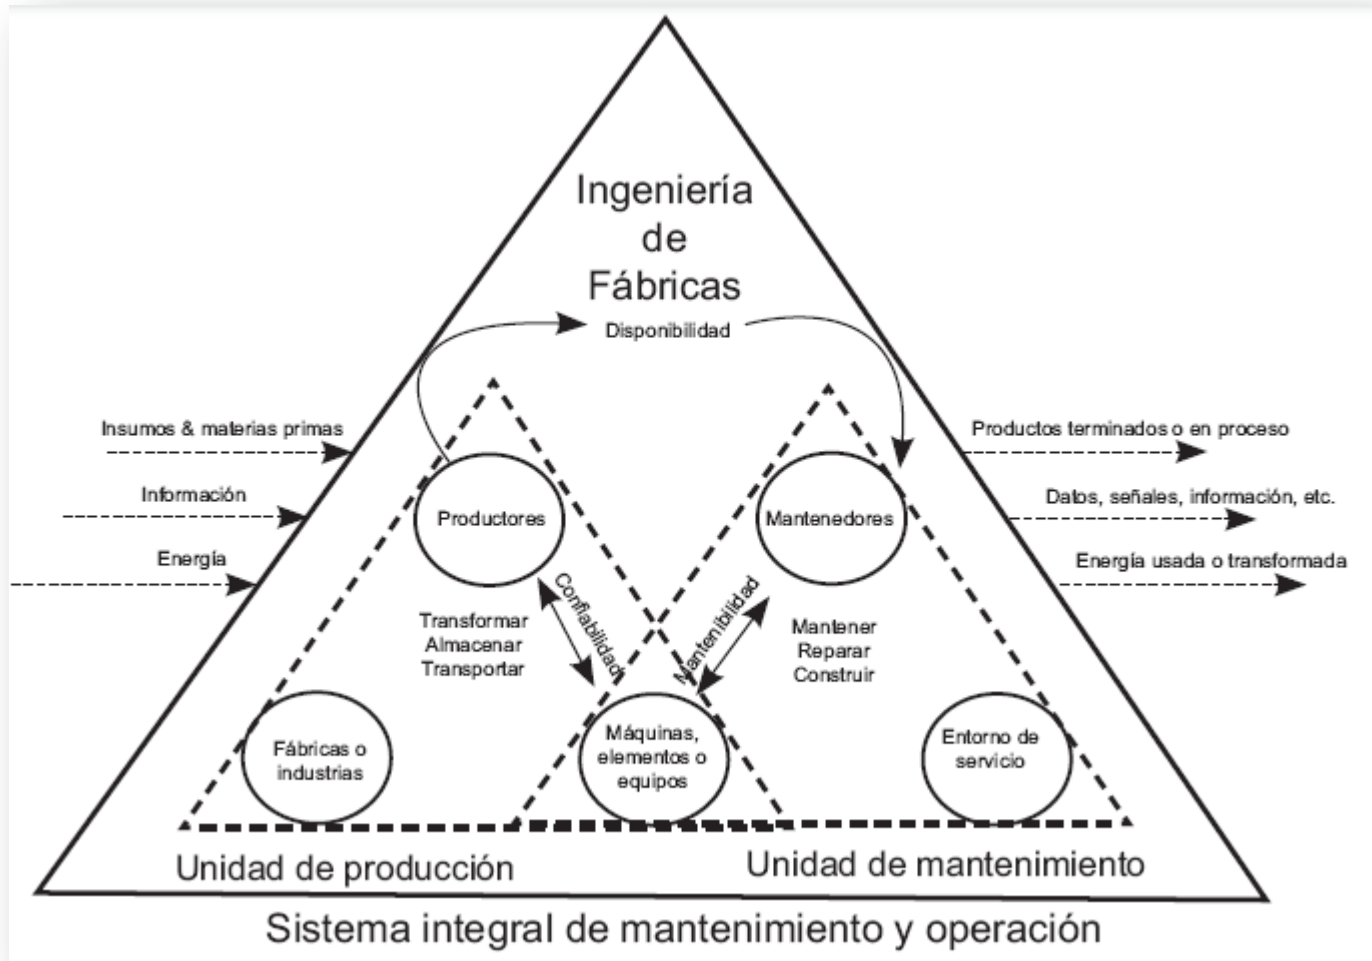 Ingeniería
de
Fábricas
Disponibilidad
Insumos & materias primas
Información
Energía
Productos terminados o en proceso
Datos, señales, información, etc.
Energía usada o transformada
Productores
Mantenedores
Confiabilidad
Mantenibilidad
Transformar
Almacenar
Transportar
Mantener
Reparar
Construir
Fábricas o
industrias
Máquinas,
elementos o
equipos
Entorno de
servicio
Unidad de producción
Unidad de mantenimiento
Sistema integral de mantenimiento y operación